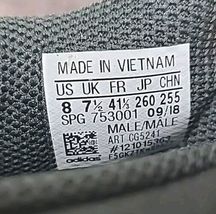 MADE IN VIETNAM
US UK FR JP CHN
8 7½ 41⅓ 260 255
SPG 753001 09/18
MALE/MALE
ART CG5241
adidas